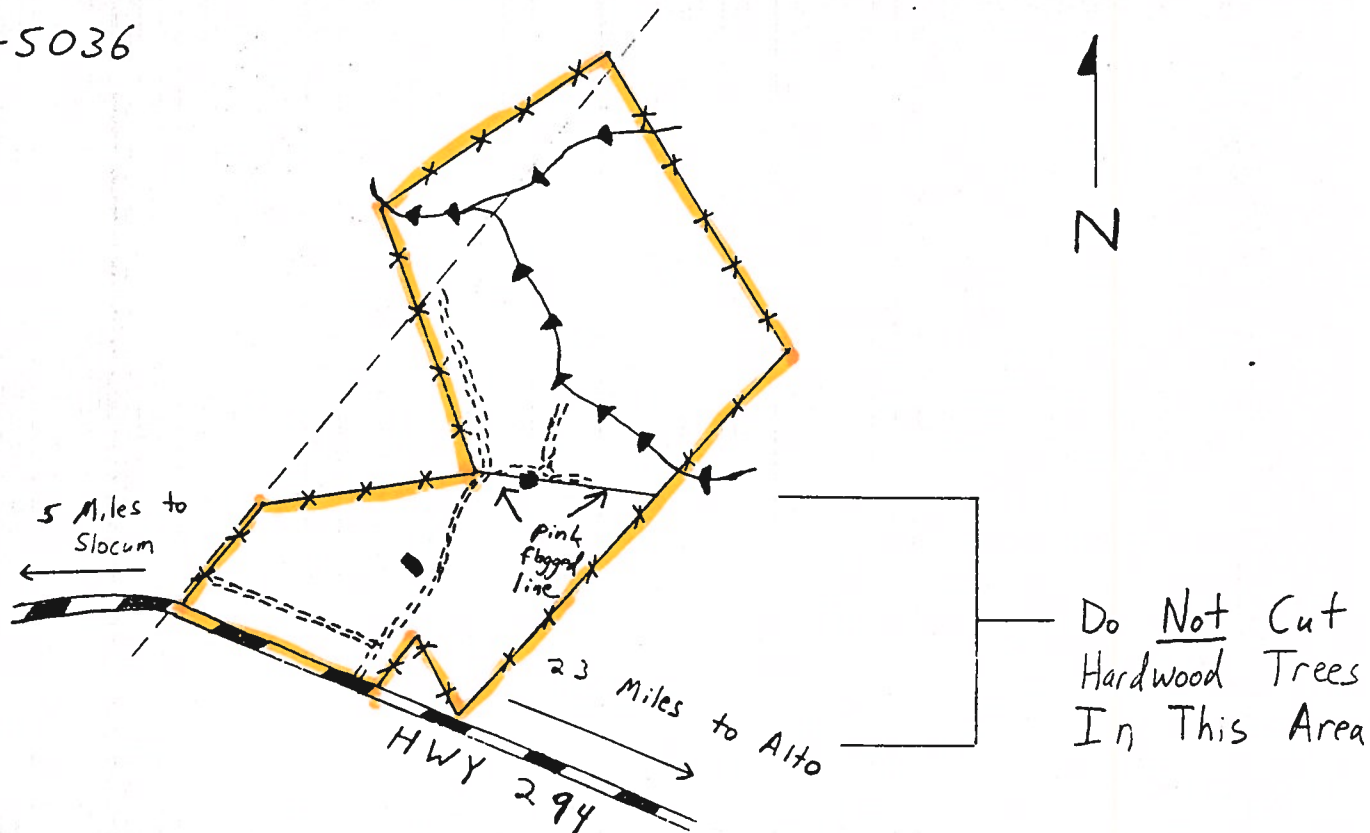 -5036
N
5 Miles to
Slocum
pink
flagged
line
23 Miles to Alto
HWY 294
Do Not Cut
Hardwood Trees
In This Area